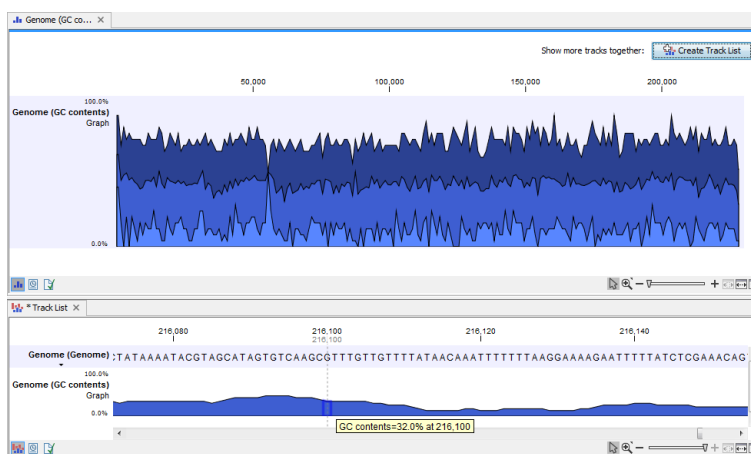 Genome (GC co...
Show more tracks together: Create Track List
50,000 100,000 150,000 200,000
100.0%
Genome (GC contents)
Graph
0.0%
* Track List
216,080 216,100 216,120 216,140
216,100
Genome (Genome) CTATAAAATACGTAGCATAGTGTCAAGCGTTTGTTGTTTTATAACAAATTTTTTTAAGGAAAAGAATTTTTATCTCGAAACAG
100.0%
Genome (GC contents)
Graph
0.0%
GC contents=32.0% at 216,100